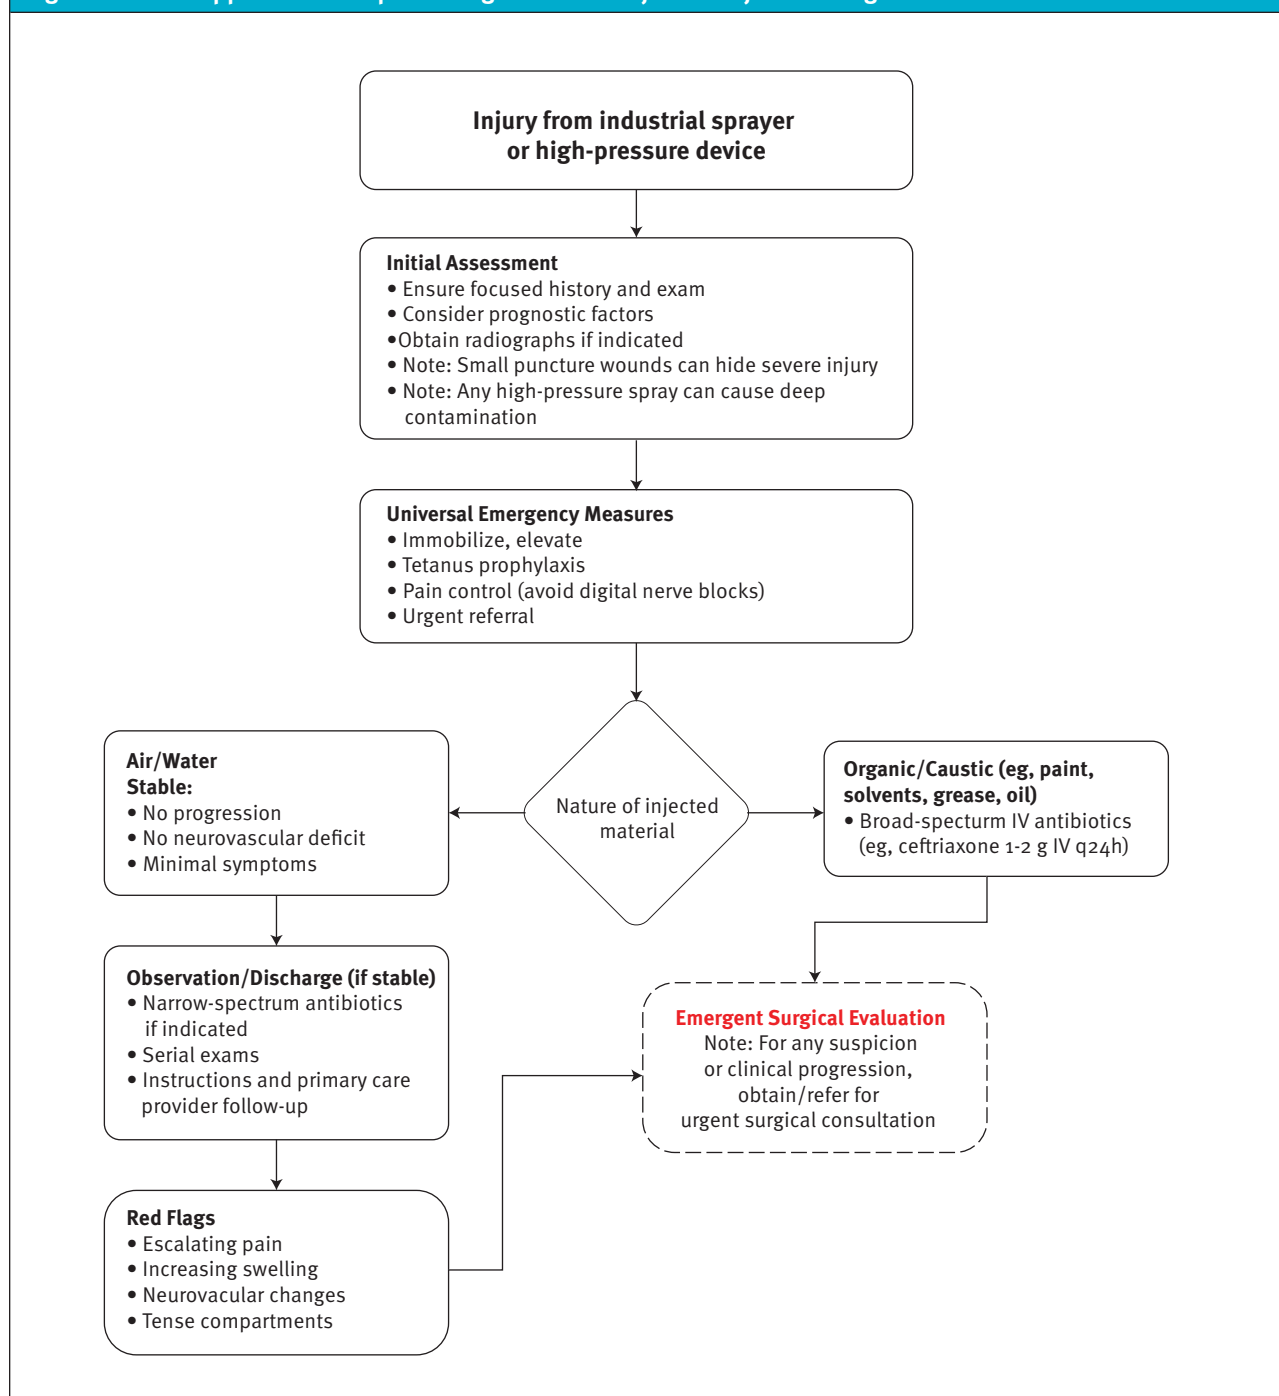 Injury from industrial sprayer
or high-pressure device
Initial Assessment
• Ensure focused history and exam
• Consider prognostic factors
•Obtain radiographs if indicated
• Note: Small puncture wounds can hide severe injury
• Note: Any high-pressure spray can cause deep
contamination
Universal Emergency Measures
• Immobilize, elevate
• Tetanus prophylaxis
• Pain control (avoid digital nerve blocks)
• Urgent referral
Nature of injected
material
Air/Water
Stable:
• No progression
• No neurovascular deficit
• Minimal symptoms
Organic/Caustic (eg, paint,
solvents, grease, oil)
• Broad-specturm IV antibiotics
(eg, ceftriaxone 1-2 g IV q24h)
Observation/Discharge (if stable)
• Narrow-spectrum antibiotics
if indicated
• Serial exams
• Instructions and primary care
provider follow-up
Emergent Surgical Evaluation
Note: For any suspicion
or clinical progression,
obtain/refer for
urgent surgical consultation
Red Flags
• Escalating pain
• Increasing swelling
• Neurovacular changes
• Tense compartments